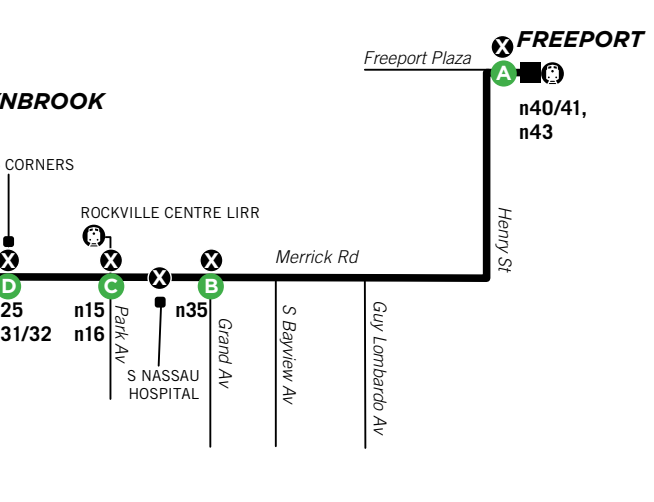 X FREEPORT
Freeport Plaza
A
n40/41,
n43
NBROOK
CORNERS
ROCKVILLE CENTRE LIRR
Henry St
Merrick Rd
X
X
X
X
D
C
B
25
31/32
n15
n16
n35
Park Av
Grand Av
S Bayview Av
Guy Lombardo Av
S NASSAU
HOSPITAL